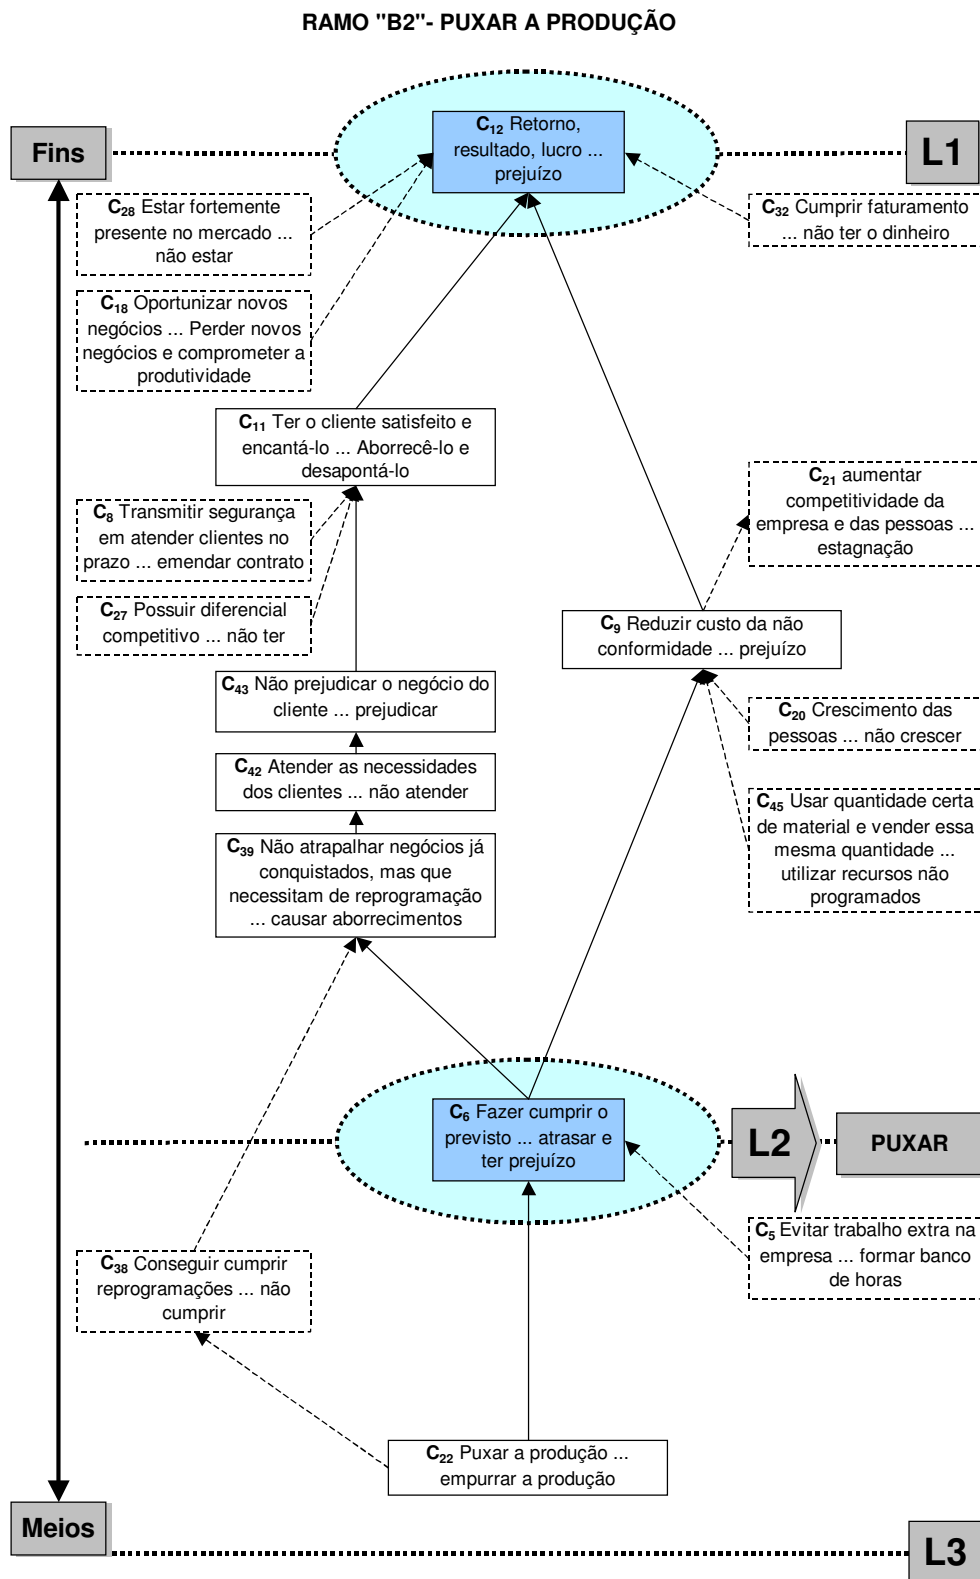 RAMO "B2"- PUXAR A PRODUÇÃO
Fins
C12 Retorno,
resultado, lucro ...
prejuízo
L1
C28 Estar fortemente
presente no mercado ...
não estar
C32 Cumprir faturamento
... não ter o dinheiro
C18 Oportunizar novos
negócios ... Perder novos
negócios e comprometer a
produtividade
C11 Ter o cliente satisfeito e
encantá-lo ... Aborrecê-lo e
desapontá-lo
C21 aumentar
competitividade da
empresa e das pessoas ...
estagnação
C8 Transmitir segurança
em atender clientes no
prazo ... emendar contrato
C27 Possuir diferencial
competitivo ... não ter
C9 Reduzir custo da não
conformidade ... prejuízo
C43 Não prejudicar o negócio do
cliente ... prejudicar
C20 Crescimento das
pessoas ... não crescer
C42 Atender as necessidades
dos clientes ... não atender
C45 Usar quantidade certa
de material e vender essa
mesma quantidade ...
utilizar recursos não
programados
C39 Não atrapalhar negócios já
conquistados, mas que
necessitam de reprogramação
... causar aborrecimentos
C6 Fazer cumprir o
previsto ... atrasar e
ter prejuízo
L2
PUXAR
C5 Evitar trabalho extra na
empresa ... formar banco
de horas
C38 Conseguir cumprir
reprogramações ... não
cumprir
C22 Puxar a produção ...
empurrar a produção
Meios
L3